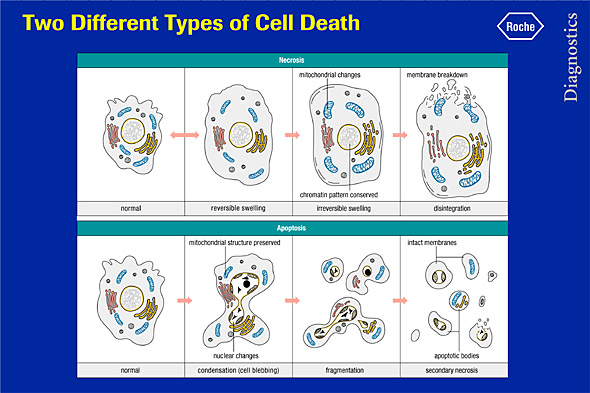 Two Different Types of Cell Death
Roche
Diagnostics
Necrosis
mitochondrial changes
membrane breakdown
chromatin pattern conserved
normal
reversible swelling
irreversible swelling
disintegration
Apoptosis
mitochondrial structure preserved
intact membranes
nuclear changes
apoptotic bodies
normal
condensation (cell blebbing)
fragmentation
secondary necrosis